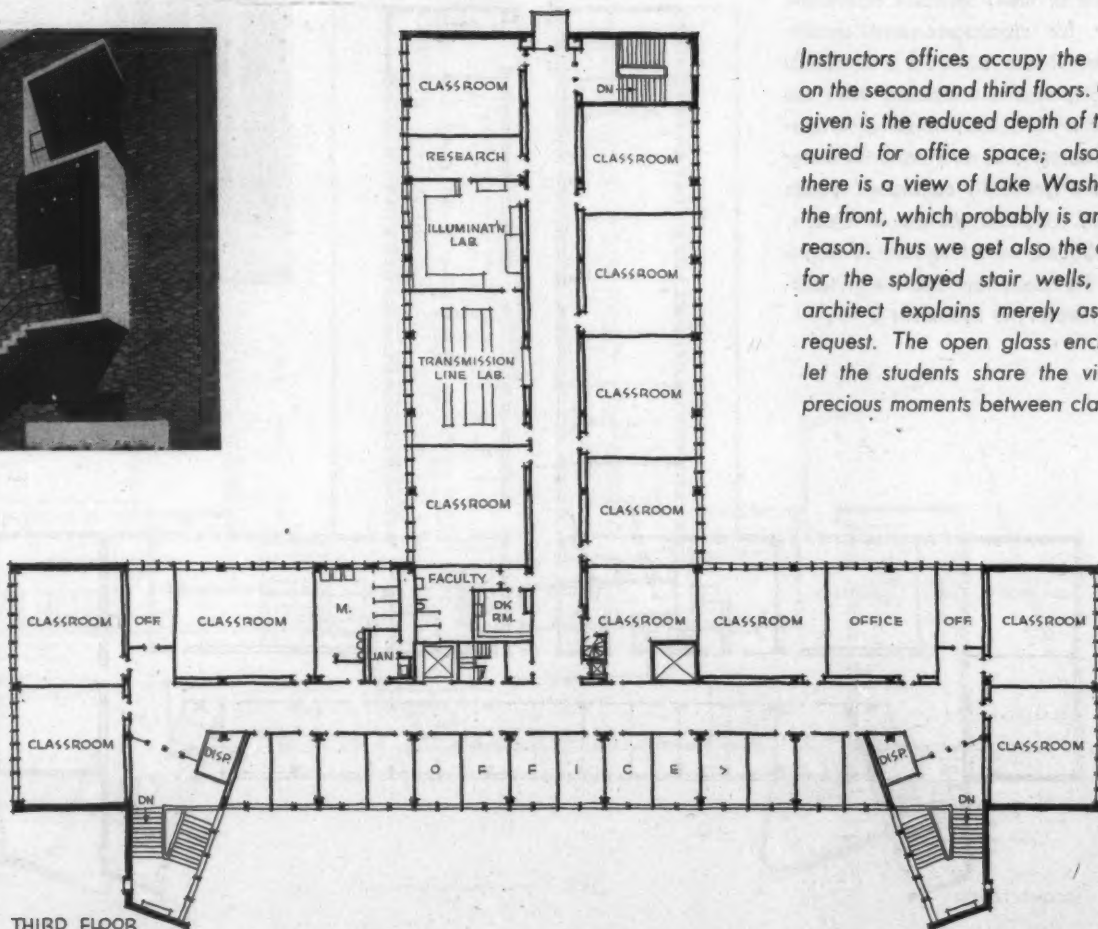 Instructors offices occupy the
on the second and third floors.
given is the reduced depth of
quired for office space; also
there is a view of Lake Wash
the front, which probably is
reason. Thus we get also the
for the splayed stair wells,
architect explains merely as
request. The open glass enc
let the students share the vi
precious moments between cla
CLASSROOM
DN
RESEARCH
CLASSROOM
ILLUMINAT'N
LAB.
CLASSROOM
TRANSMISSION
LINE LAB.
CLASSROOM
CLASSROOM
CLASSROOM
FACULTY
CLASSROOM
OFF.
CLASSROOM
M.
DK
RM.
JAN.
CLASSROOM
CLASSROOM
OFFICE
OFF.
CLASSROOM
CLASSROOM
DISP.
OFFICES
DISP.
CLASSROOM
DN
DN
THIRD FLOOR